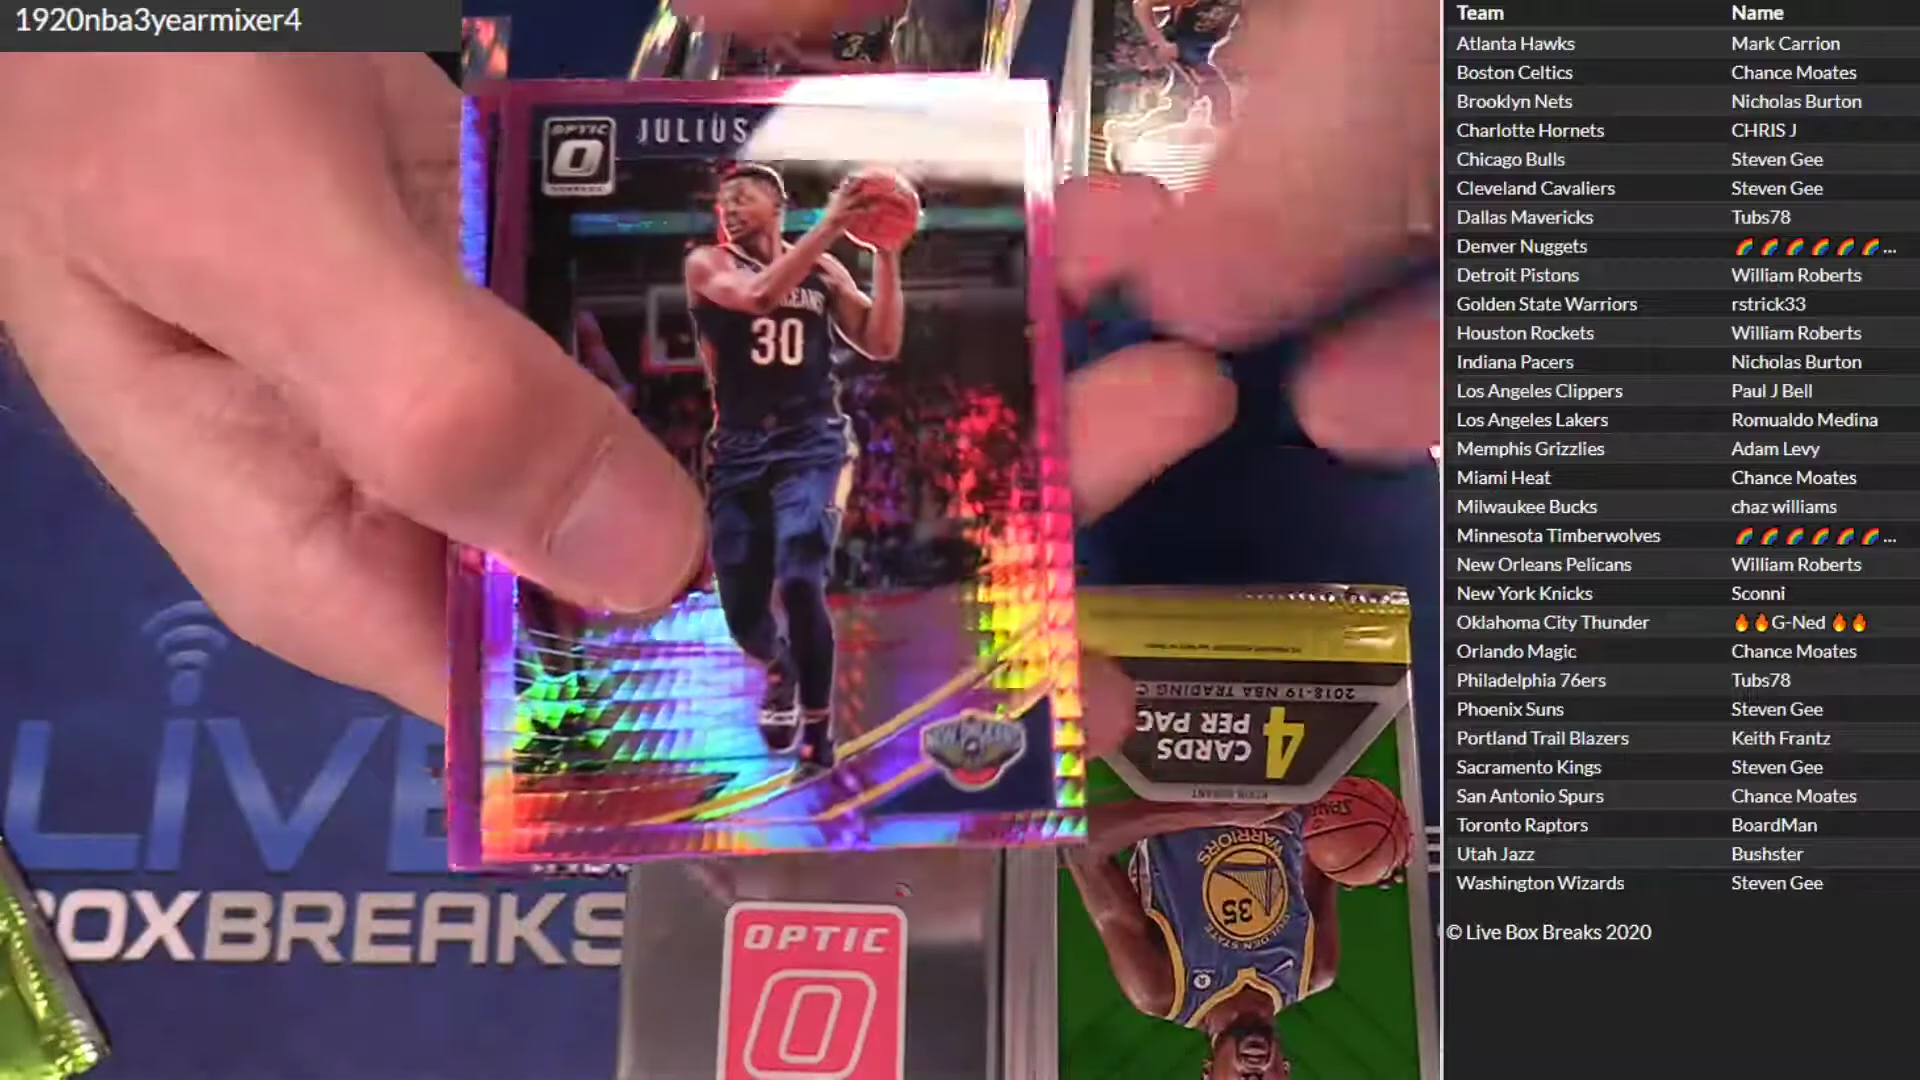 1920nba3yearmixer4
OPTIC
JULIUS
30
OPTIC
2018-19 NBA TRADING C
4
CARDS
PER PAC
KEVIN DURANT
WARRIORS
35
GOLDEN STATE
LIVE
BOXBREAKS
Team Name
Atlanta Hawks Mark Carrion
Boston Celtics Chance Moates
Brooklyn Nets Nicholas Burton
Charlotte Hornets CHRIS J
Chicago Bulls Steven Gee
Cleveland Cavaliers Steven Gee
Dallas Mavericks Tubs78
Denver Nuggets 🌈🌈🌈🌈🌈🌈...
Detroit Pistons William Roberts
Golden State Warriors rstrick33
Houston Rockets William Roberts
Indiana Pacers Nicholas Burton
Los Angeles Clippers Paul J Bell
Los Angeles Lakers Romualdo Medina
Memphis Grizzlies Adam Levy
Miami Heat Chance Moates
Milwaukee Bucks chaz williams
Minnesota Timberwolves 🌈🌈🌈🌈🌈🌈...
New Orleans Pelicans William Roberts
New York Knicks Sconni
Oklahoma City Thunder 🔥🔥G-Ned 🔥🔥
Orlando Magic Chance Moates
Philadelphia 76ers Tubs78
Phoenix Suns Steven Gee
Portland Trail Blazers Keith Frantz
Sacramento Kings Steven Gee
San Antonio Spurs Chance Moates
Toronto Raptors BoardMan
Utah Jazz Bushster
Washington Wizards Steven Gee
© Live Box Breaks 2020